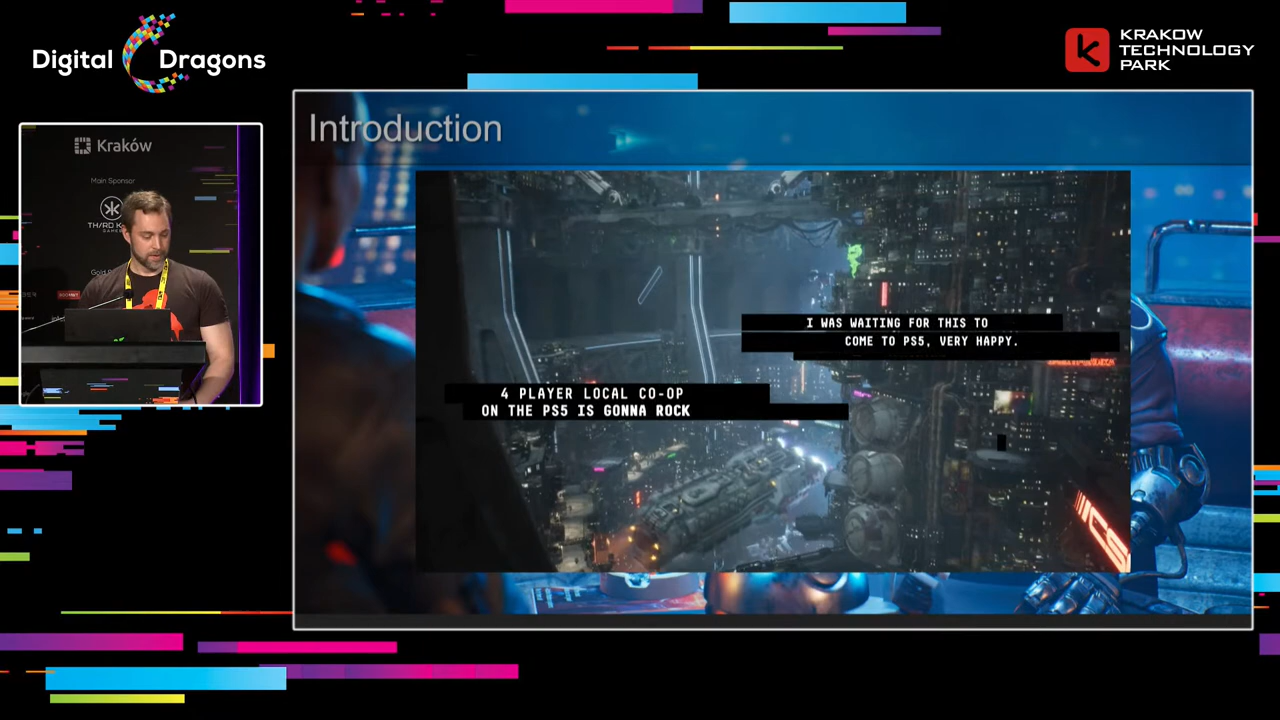 Digital Dragons
KRAKOW
TECHNOLOGY
PARK
Kraków
Main Sponsor
Introduction
I WAS WAITING FOR THIS TO
COME TO PS5, VERY HAPPY.
4 PLAYER LOCAL CO-OP
ON THE PS5 IS GONNA ROCK